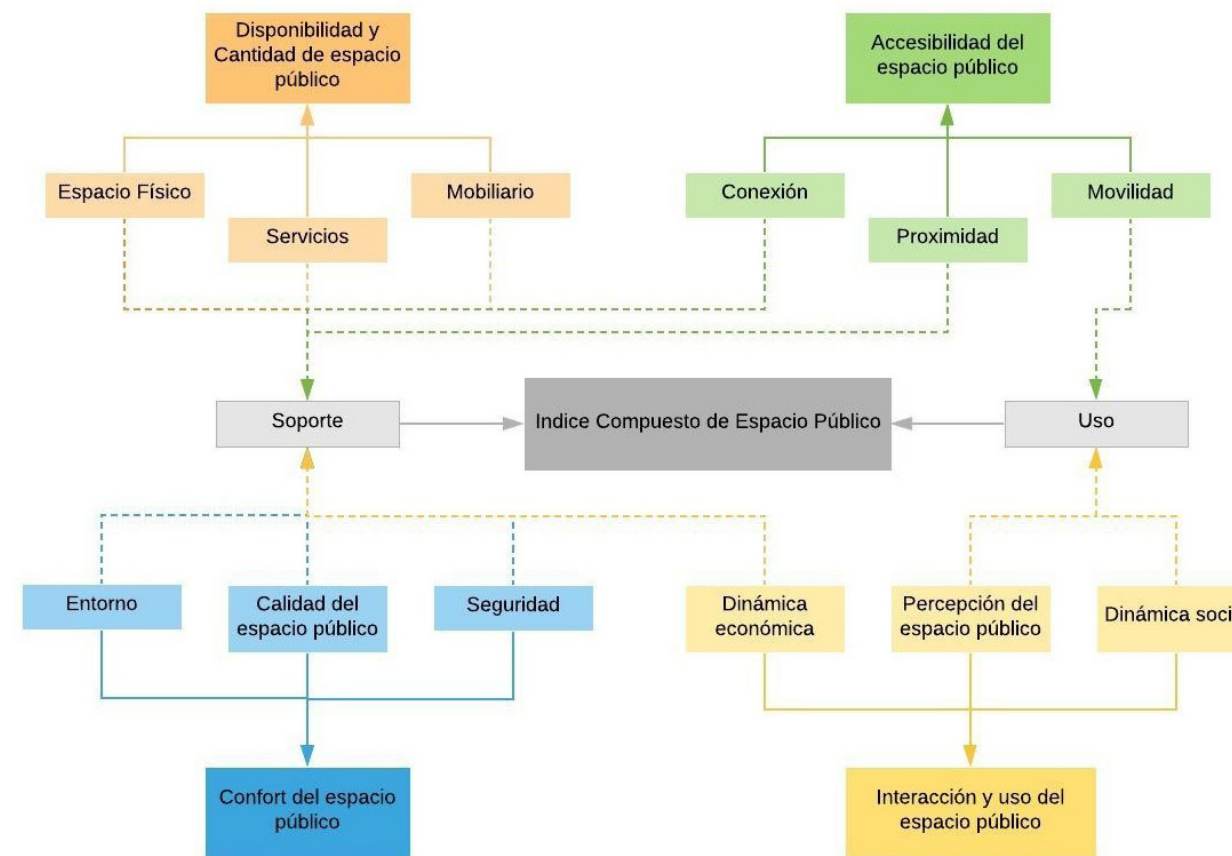 Disponibilidad y
Cantidad de espacio
público
Accesibilidad del
espacio público
Espacio Físico
Mobiliario
Conexión
Movilidad
Servicios
Proximidad
Soporte
Indice Compuesto de Espacio Público
Uso
Entorno
Calidad del
espacio público
Seguridad
Dinámica
económica
Percepción del
espacio público
Dinámica soci
Confort del espacio
público
Interacción y uso del
espacio público